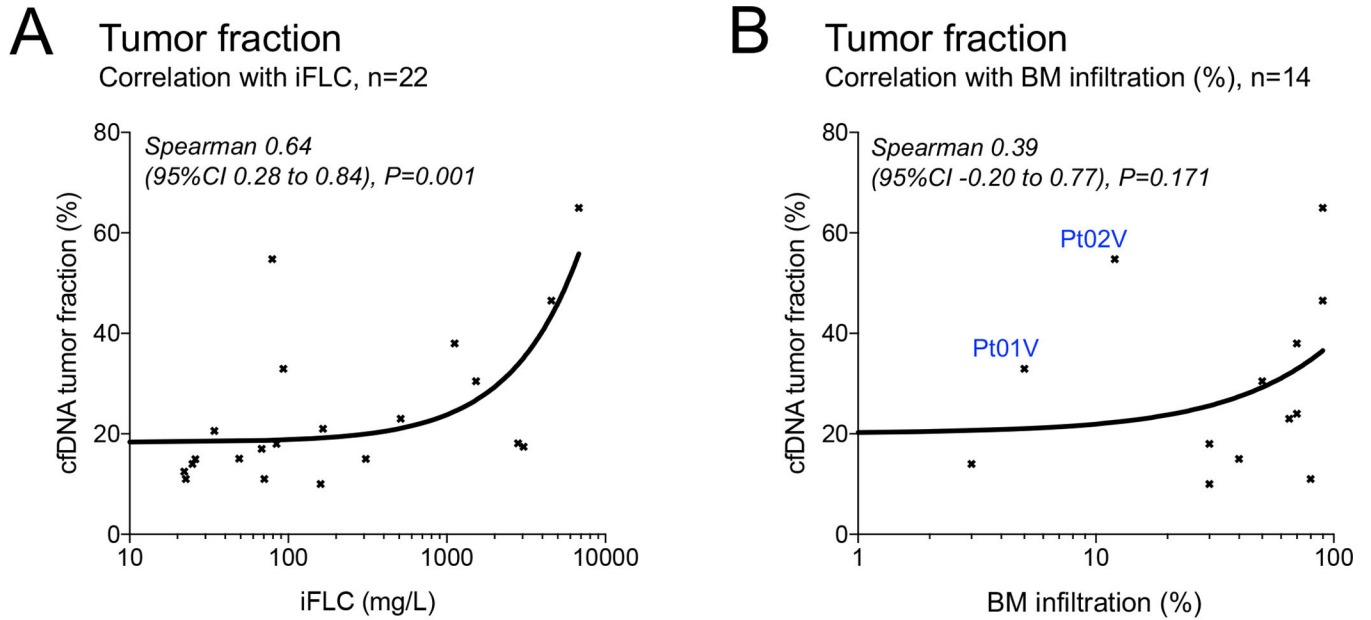 A
Tumor fraction
Correlation with iFLC, n=22
Spearman 0.64
(95%CI 0.28 to 0.84), P=0.001
cfDNA tumor fraction (%)
80
60
40
20
0
10
100
1000
10000
iFLC (mg/L)
B
Tumor fraction
Correlation with BM infiltration (%), n=14
Spearman 0.39
(95%CI -0.20 to 0.77), P=0.171
cfDNA tumor fraction (%)
80
60
40
20
0
Pt02V
Pt01V
1
10
100
BM infiltration (%)